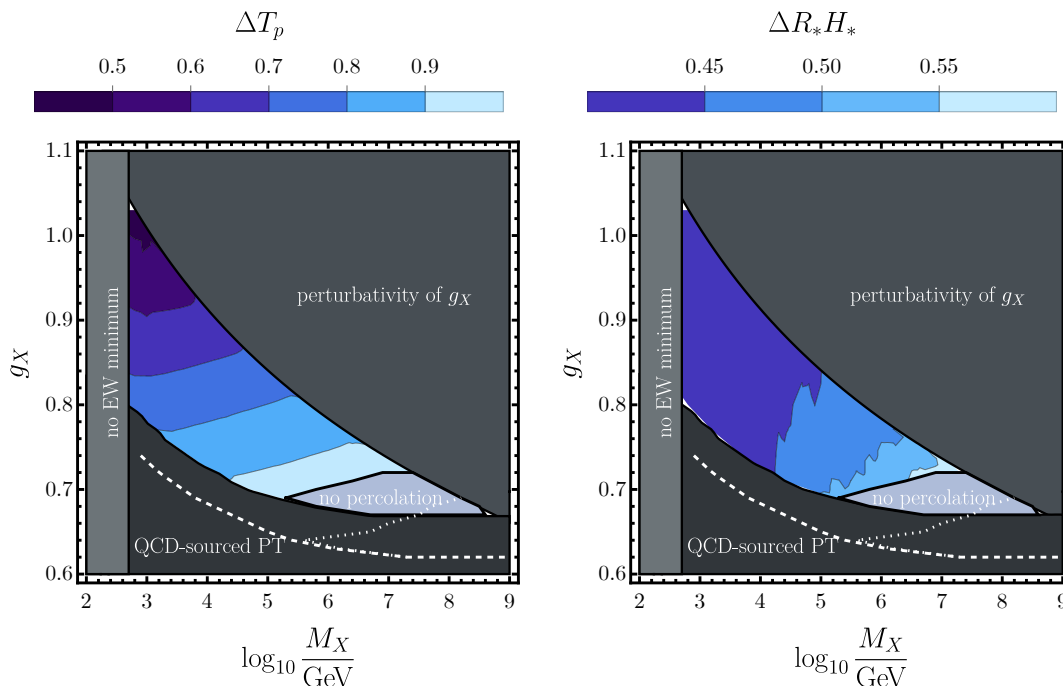 ΔT_p
0.5 0.6 0.7 0.8 0.9
1.1
1.0
0.9
0.8
0.7
0.6
g_X
no EW minimum
perturbativity of g_X
no percolation
QCD-sourced PT
2 3 4 5 6 7 8 9
log₁₀ M_X/GeV
ΔR_*H_*
0.45 0.50 0.55
1.1
1.0
0.9
0.8
0.7
0.6
g_X
no EW minimum
perturbativity of g_X
no percolation
QCD-sourced PT
2 3 4 5 6 7 8 9
log₁₀ M_X/GeV